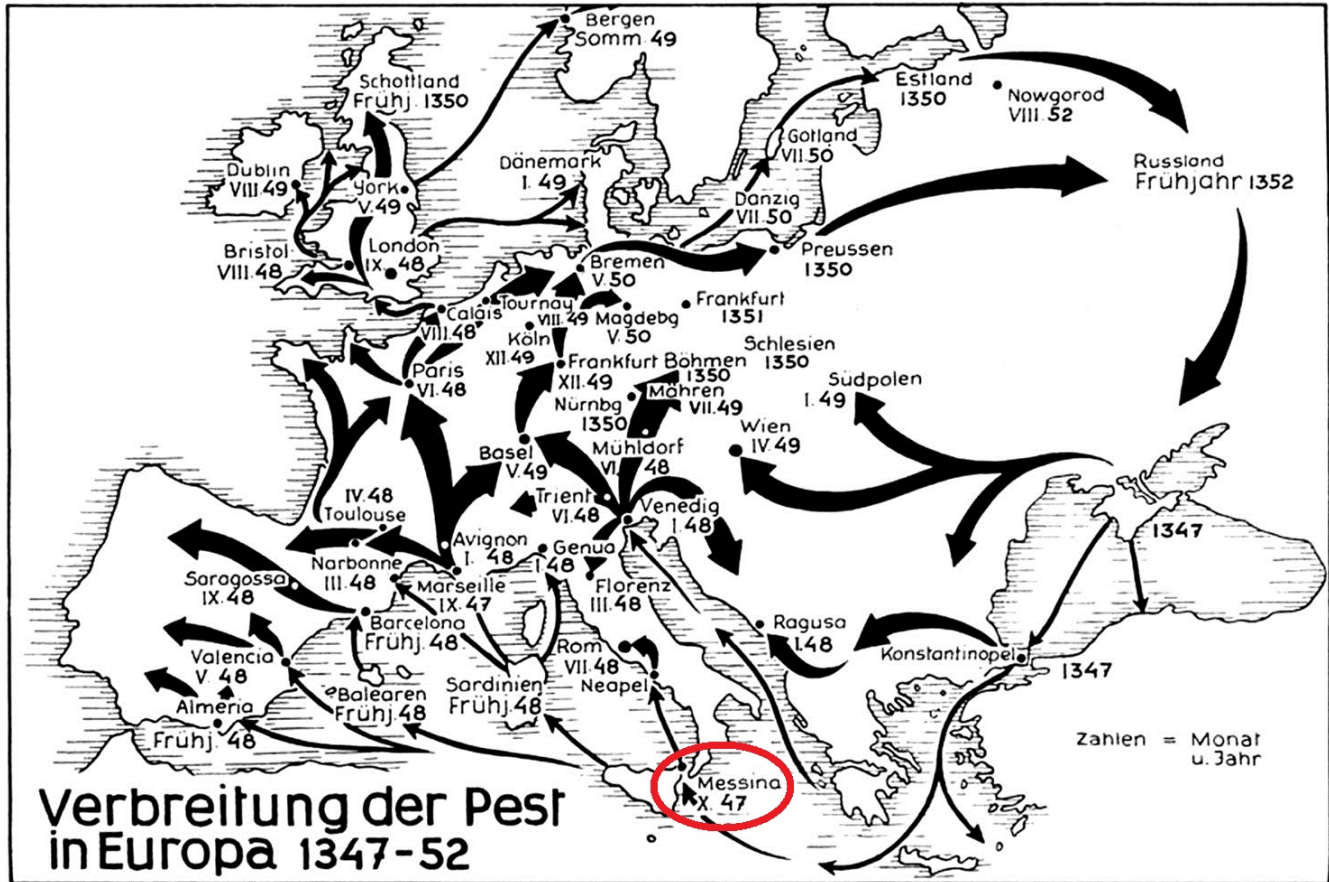 Bergen
Somm. 49
Schottland
Frühj. 1350
Estland
1350
Nowgorod
VIII. 52
Gotland
VII. 50
Dänemark
I. 49
Dublin
VIII. 49
York
V. 49
Russland
Frühjahr 1352
Danzig
VII. 50
Bristol
VIII. 48
London
IX. 48
Preussen
1350
Bremen
V. 50
Calais
VIII. 48
Tournay
VIII. 49
Magdebg
V. 50
Frankfurt
1351
Köln
XII. 49
Schlesien
1350
Paris
VI. 48
Frankfurt
XII. 49
Böhmen
1350
Mähren
VII. 49
Südpolen
I. 49
Nürnbg
1350
Wien
IV. 49
Basel
V. 49
Mühldorf
VI. 48
IV. 48
Toulouse
Trient
VI. 48
Venedig
I. 48
1347
Avignon
I. 48
Genua
I. 48
Narbonne
III. 48
Marseille
IX. 47
Florenz
III. 48
Saragossa
IX. 48
Barcelona
Frühj. 48
Ragusa
I. 48
Rom
VII. 48
Konstantinopel
1347
Valencia
V. 48
Neapel
Balearen
Frühj. 48
Sardinien
Frühj. 48
Almeria
Frühj. 48
Zahlen = Monat
u. Jahr
Messina
X. 47
Verbreitung der Pest
in Europa 1347-52